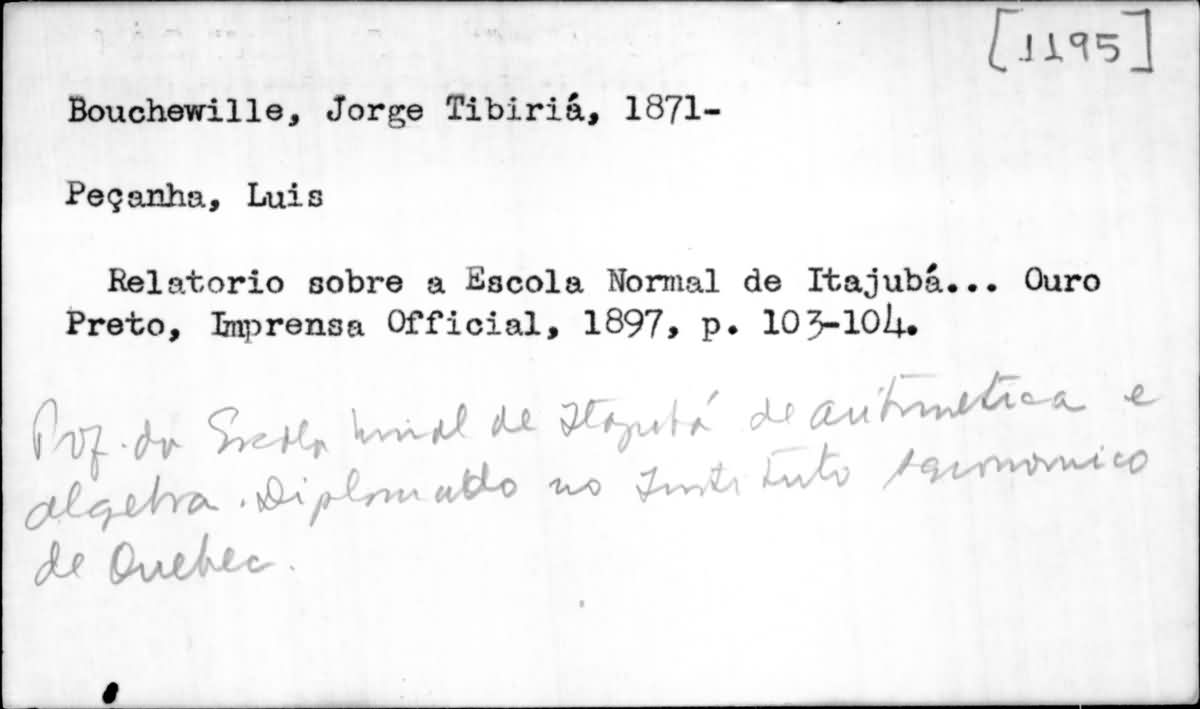 [1195]
Bouchewille, Jorge Tibiriá, 1871-
Peçanha, Luis
Relatorio sobre a Escola Normal de Itajubá... Ouro
Preto, Imprensa Official, 1897, p. 103-104.
Prof. da Escola Normal de Itajubá de aritmetica e
algebra. Diplomado no Instituto Agronomico
de Quebec.